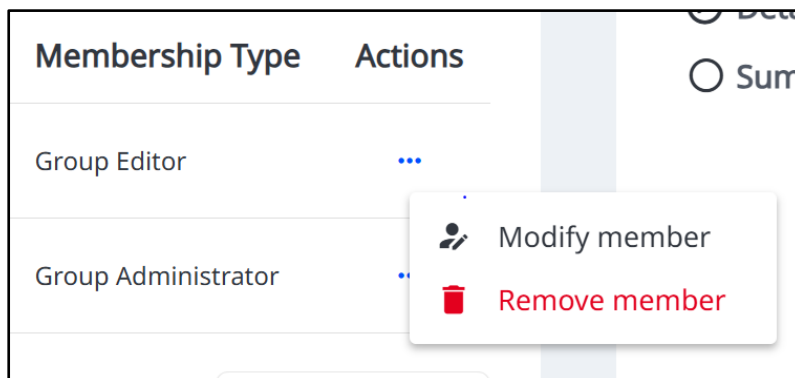 Membership Type Actions
Group Editor
Modify member
Group Administrator
Remove member